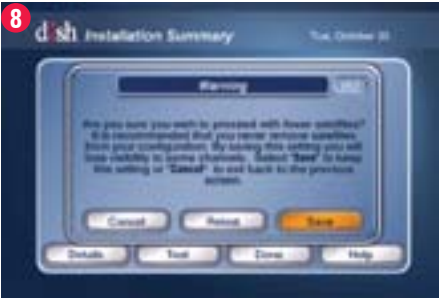 8
dish Installation Summary Tue, October 30
Warning
Are you sure you wish to proceed with fewer satellites?
It is recommended that you never remove satellites
from your configuration. By saving this setting you will
lose visibility to some channels. Select "Save" to keep
this setting or "Cancel" to exit back to the previous
screen.
Cancel Save
Details Test Done Help